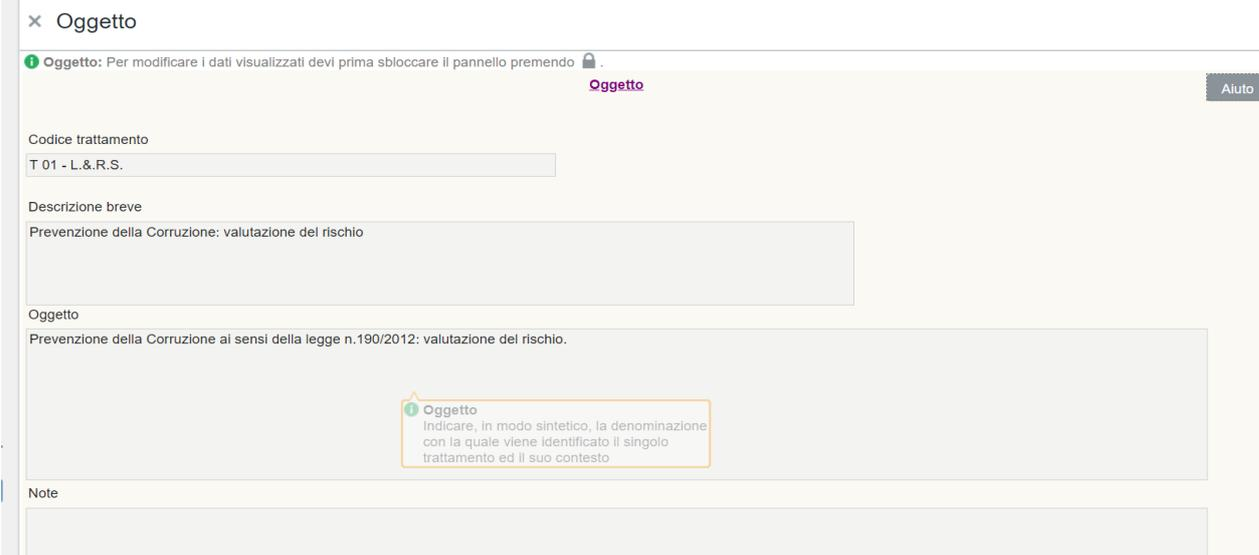 Oggetto
Oggetto: Per modificare i dati visualizzati devi prima sbloccare il pannello premendo .
Oggetto
Aiuto
Codice trattamento
T 01 - L.&.R.S.
Descrizione breve
Prevenzione della Corruzione: valutazione del rischio
Oggetto
Prevenzione della Corruzione ai sensi della legge n.190/2012: valutazione del rischio.
Oggetto
Indicare, in modo sintetico, la denominazione
con la quale viene identificato il singolo
trattamento ed il suo contesto
Note